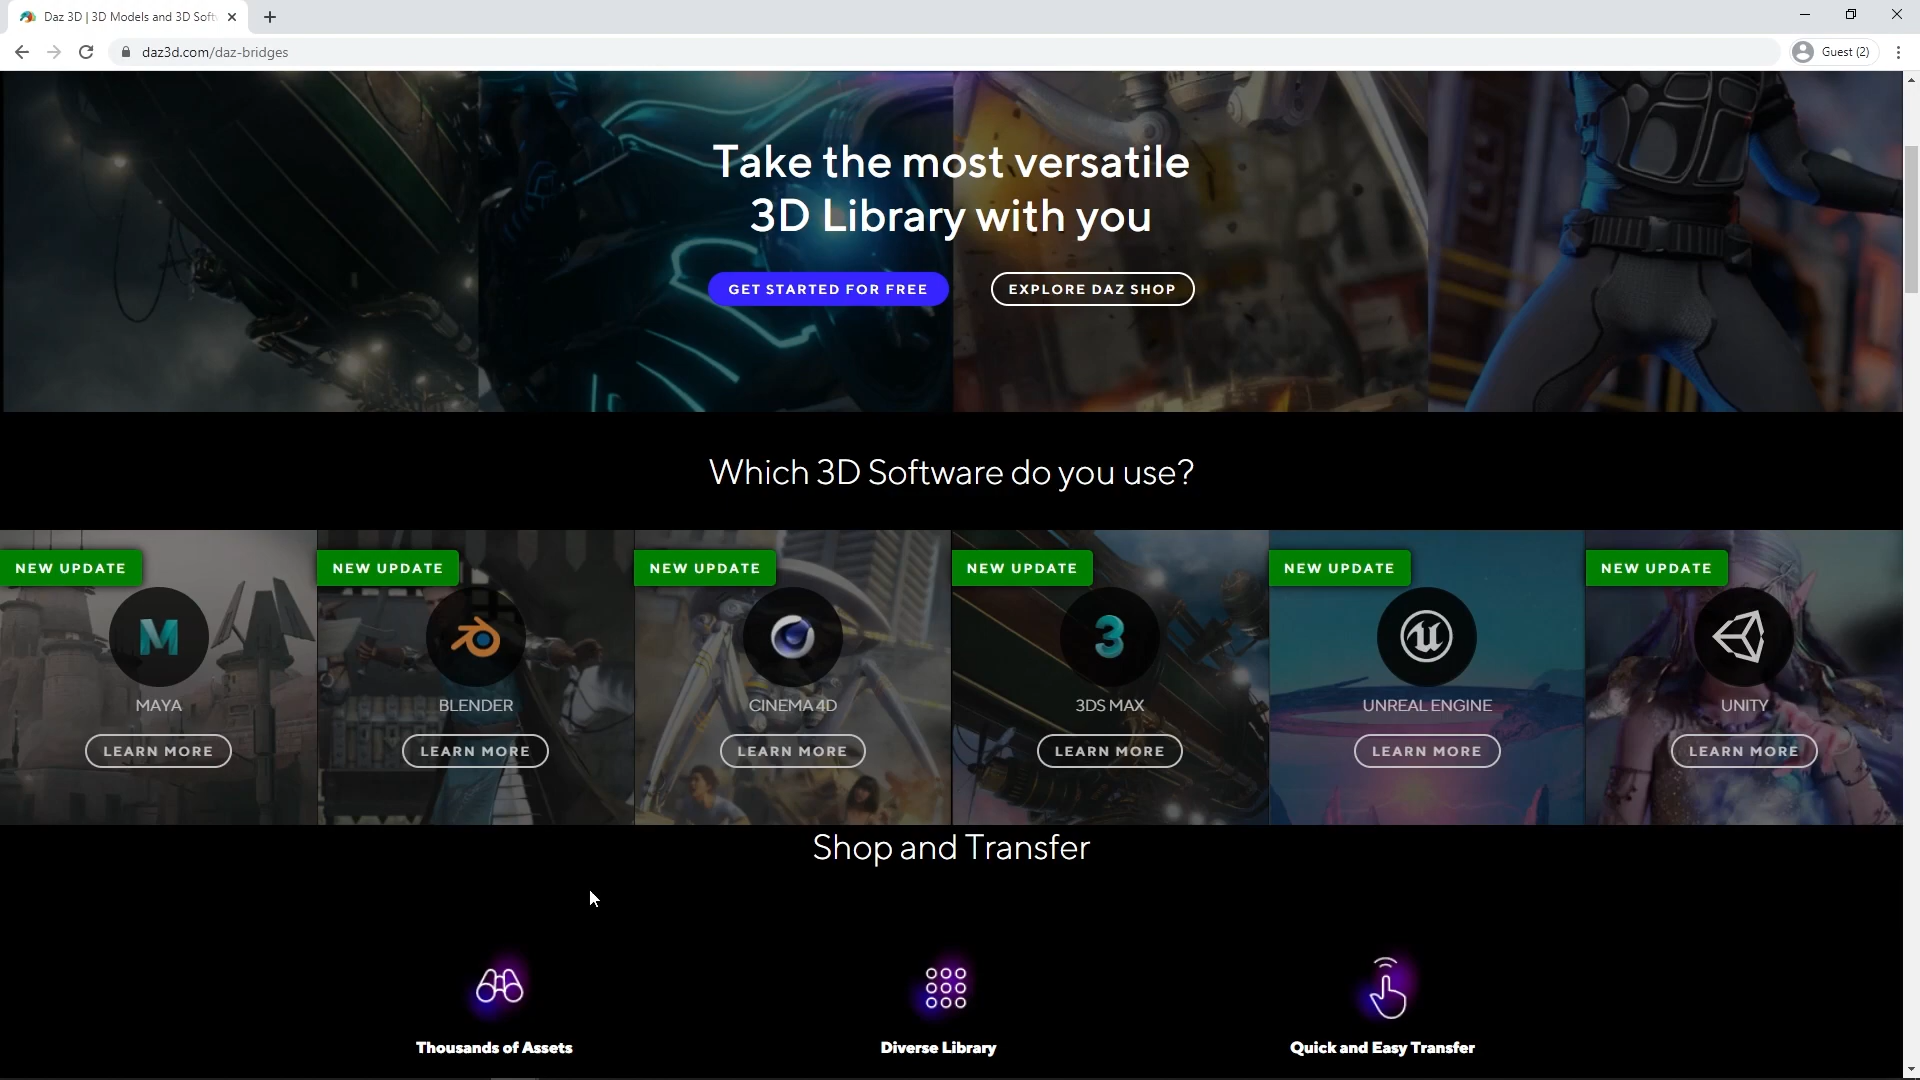 Daz 3D | 3D Models and 3D Soft
daz3d.com/daz-bridges
Guest (2)
Take the most versatile
3D Library with you
GET STARTED FOR FREE
EXPLORE DAZ SHOP
Which 3D Software do you use?
NEW UPDATE
NEW UPDATE
NEW UPDATE
NEW UPDATE
NEW UPDATE
NEW UPDATE
MAYA
BLENDER
CINEMA4D
3DS MAX
UNREAL ENGINE
UNITY
LEARN MORE
LEARN MORE
LEARN MORE
LEARN MORE
LEARN MORE
LEARN MORE
Shop and Transfer
Thousands of Assets
Diverse Library
Quick and Easy Transfer